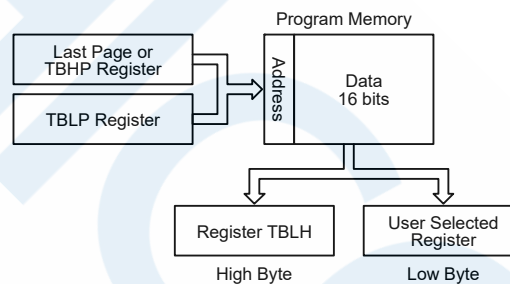 Program Memory
Last Page or
TBHP Register
TBLP Register
Address
Data
16 bits
Register TBLH
User Selected
Register
High Byte
Low Byte